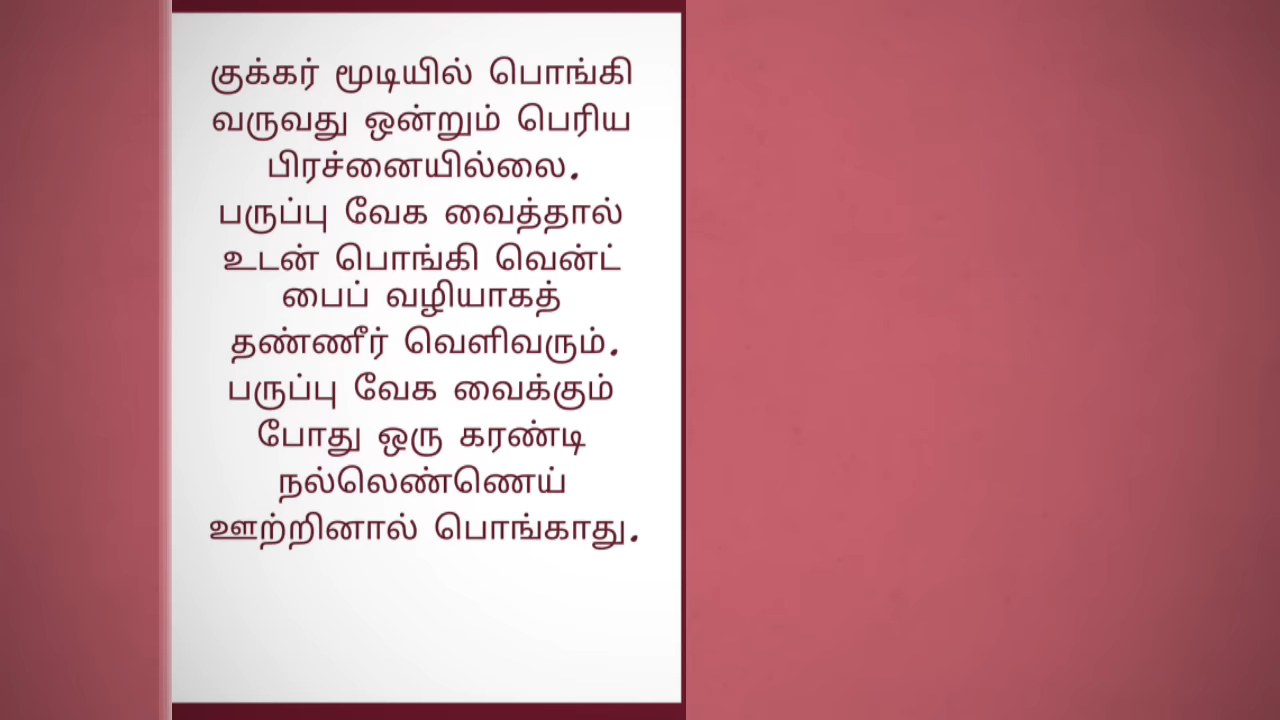 குக்கர் மூடியில் பொங்கி
வருவது ஒன்றும் பெரிய
பிரச்னையில்லை.
பருப்பு வேக வைத்தால்
உடன் பொங்கி வென்ட்
பைப் வழியாகத்
தண்ணீர் வெளிவரும்.
பருப்பு வேக வைக்கும்
போது ஒரு கரண்டி
நல்லெண்ணெய்
ஊற்றினால் பொங்காது.